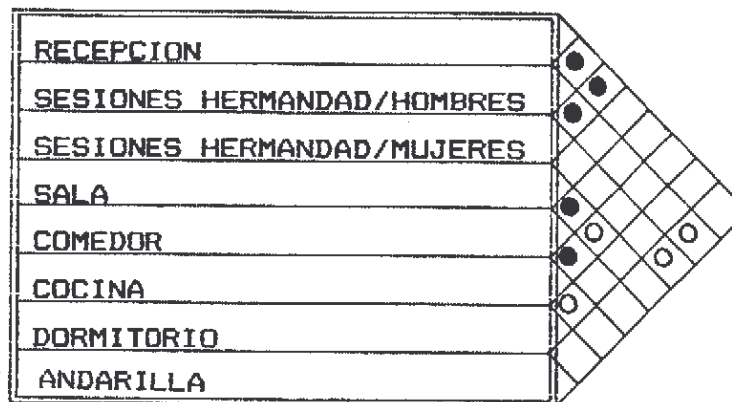 RECEPCION
SESIONES HERMANDAD/HOMBRES
SESIONES HERMANDAD/MUJERES
SALA
COMEDOR
COCINA
DORMITORIO
ANDARILLA